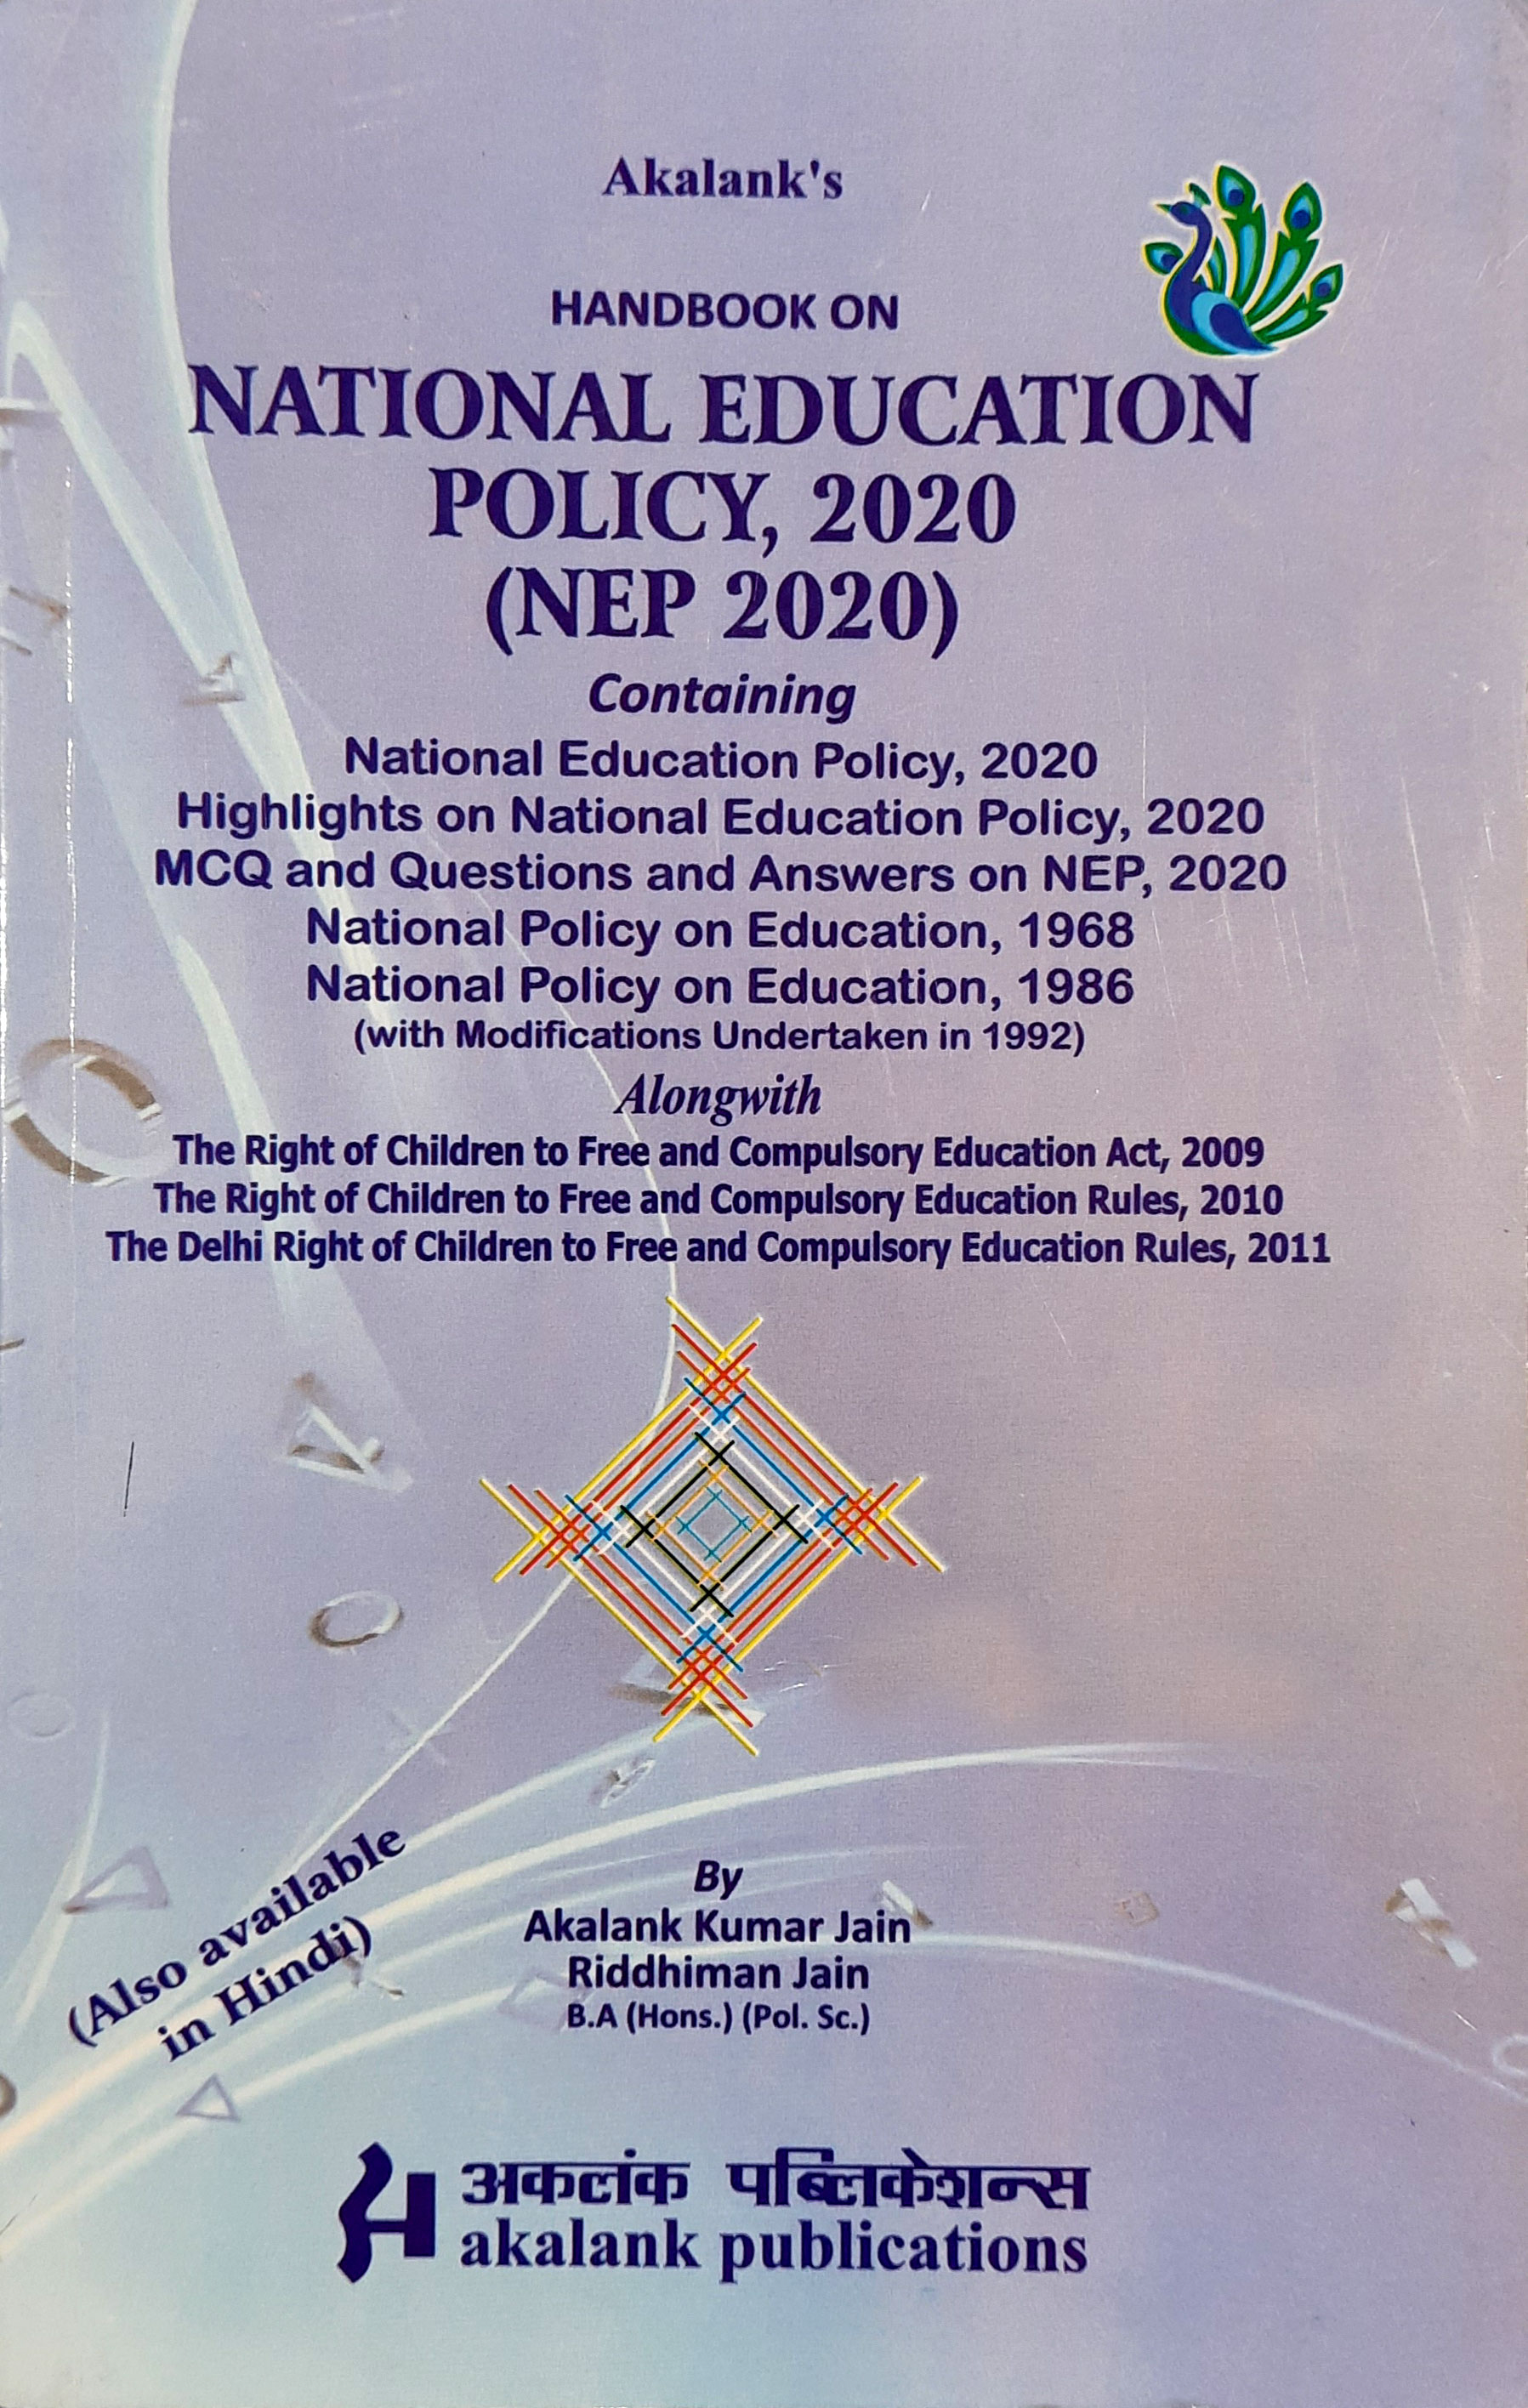 Akalank's
HANDBOOK ON
NATIONAL EDUCATION
POLICY, 2020
(NEP 2020)
Containing
National Education Policy, 2020
Highlights on National Education Policy, 2020
MCQ and Questions and Answers on NEP, 2020
National Policy on Education, 1968
National Policy on Education, 1986
(with Modifications Undertaken in 1992)
Alongwith
The Right of Children to Free and Compulsory Education Act, 2009
The Right of Children to Free and Compulsory Education Rules, 2010
The Delhi Right of Children to Free and Compulsory Education Rules, 2011
(Also available
in Hindi)
By
Akalank Kumar Jain
Riddhiman Jain
B.A (Hons.) (Pol. Sc.)
अकलंक पब्लिकेशन्स
akalank publications